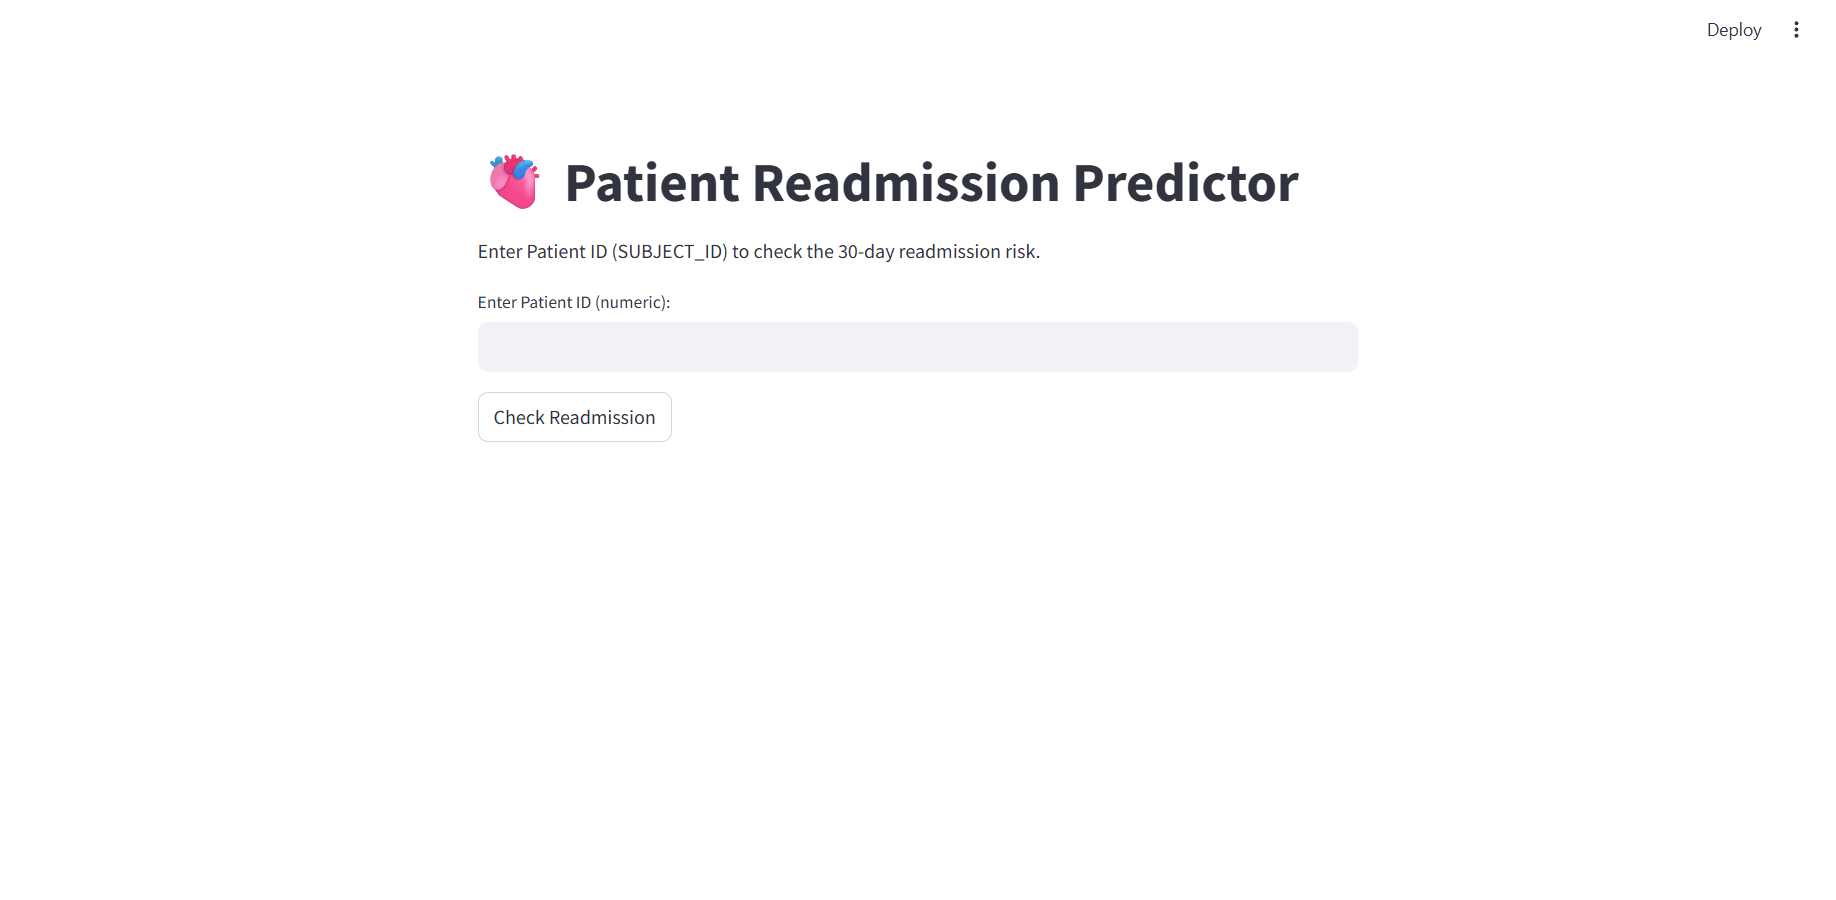 Deploy
Patient Readmission Predictor
Enter Patient ID (SUBJECT_ID) to check the 30-day readmission risk.
Enter Patient ID (numeric):
Check Readmission